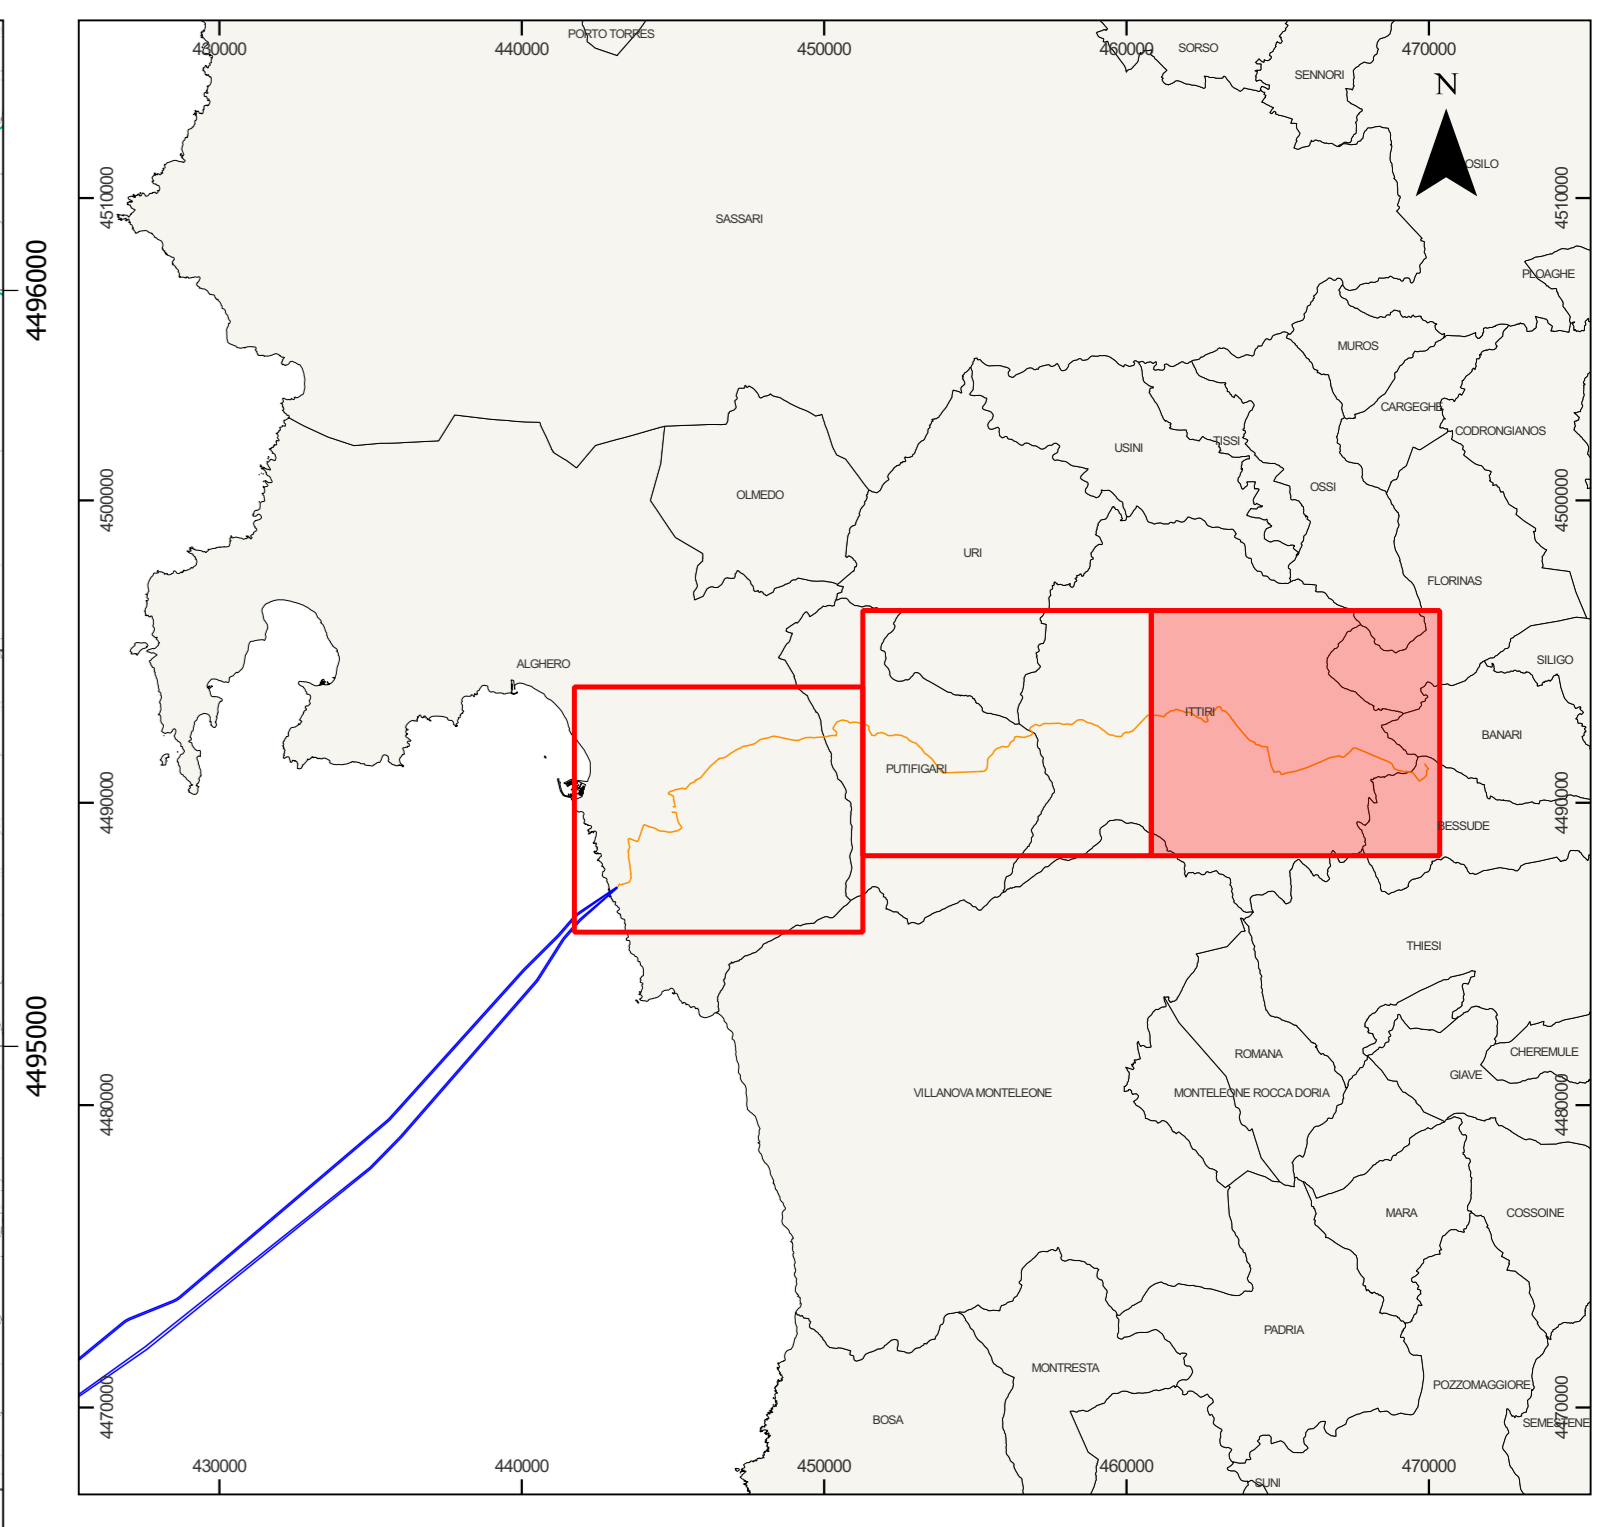 430000 440000 450000 460000 470000
PORTO TORRES
SORSO
SENNORI
N
OSILO
4510000 4510000
SASSARI
4496000
PLOAGHE
MUROS
CARGEGHE
CODRONGIANOS
TISSI
USINI
OSSI
OLMEDO
4500000 4500000
URI
FLORINAS
SILIGO
ALGHERO
ITTIRI
BANARI
PUTIFIGARI
4490000 4490000
BESSUDE
THIESI
4495000
ROMANA
CHEREMULE
GIAVE
VILLANOVA MONTELEONE
MONTELEONE ROCCA DORIA
4480000 4480000
MARA
COSSOINE
PADRIA
MONTRESTA
POZZOMAGGIORE
BOSA
SEMESTENE
4470000 4470000
430000 440000 450000 460000 470000
SUNI